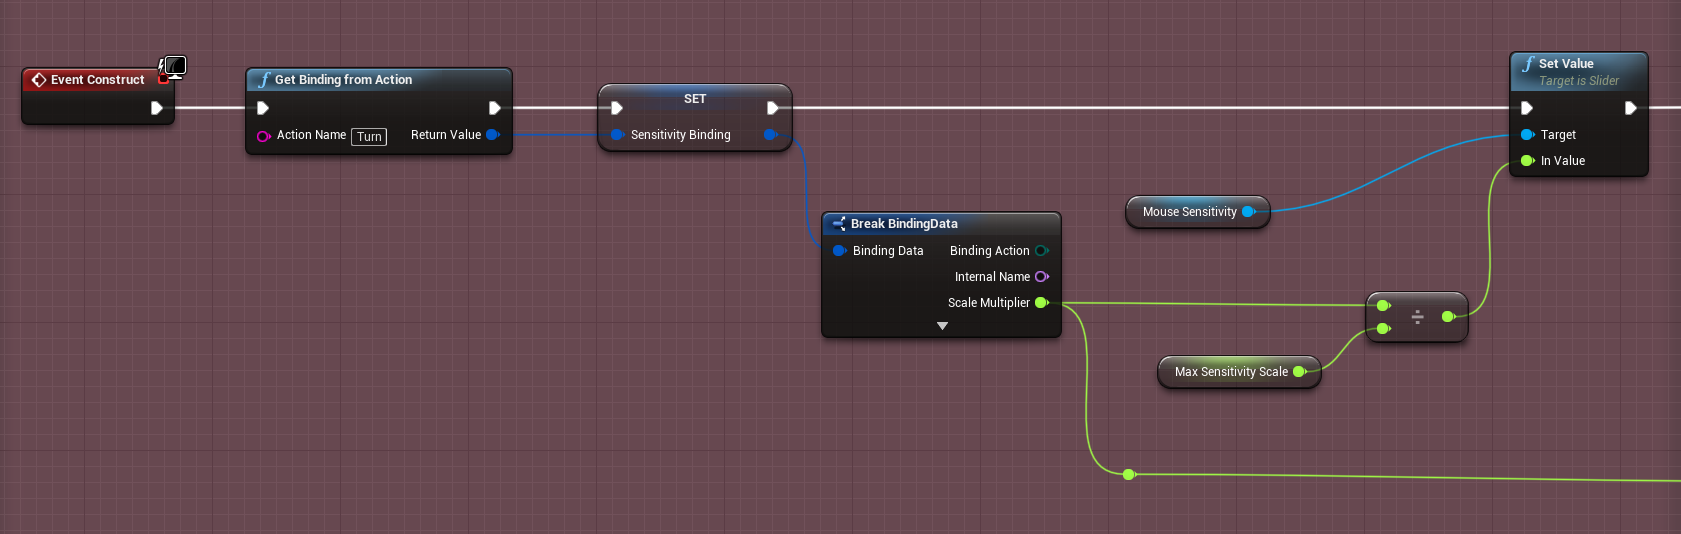 Event Construct
Get Binding from Action
Action Name Turn Return Value
SET
Sensitivity Binding
Set Value
Target is Slider
Target
In Value
Mouse Sensitivity
Break BindingData
Binding Data Binding Action
Internal Name
Scale Multiplier
÷
Max Sensitivity Scale